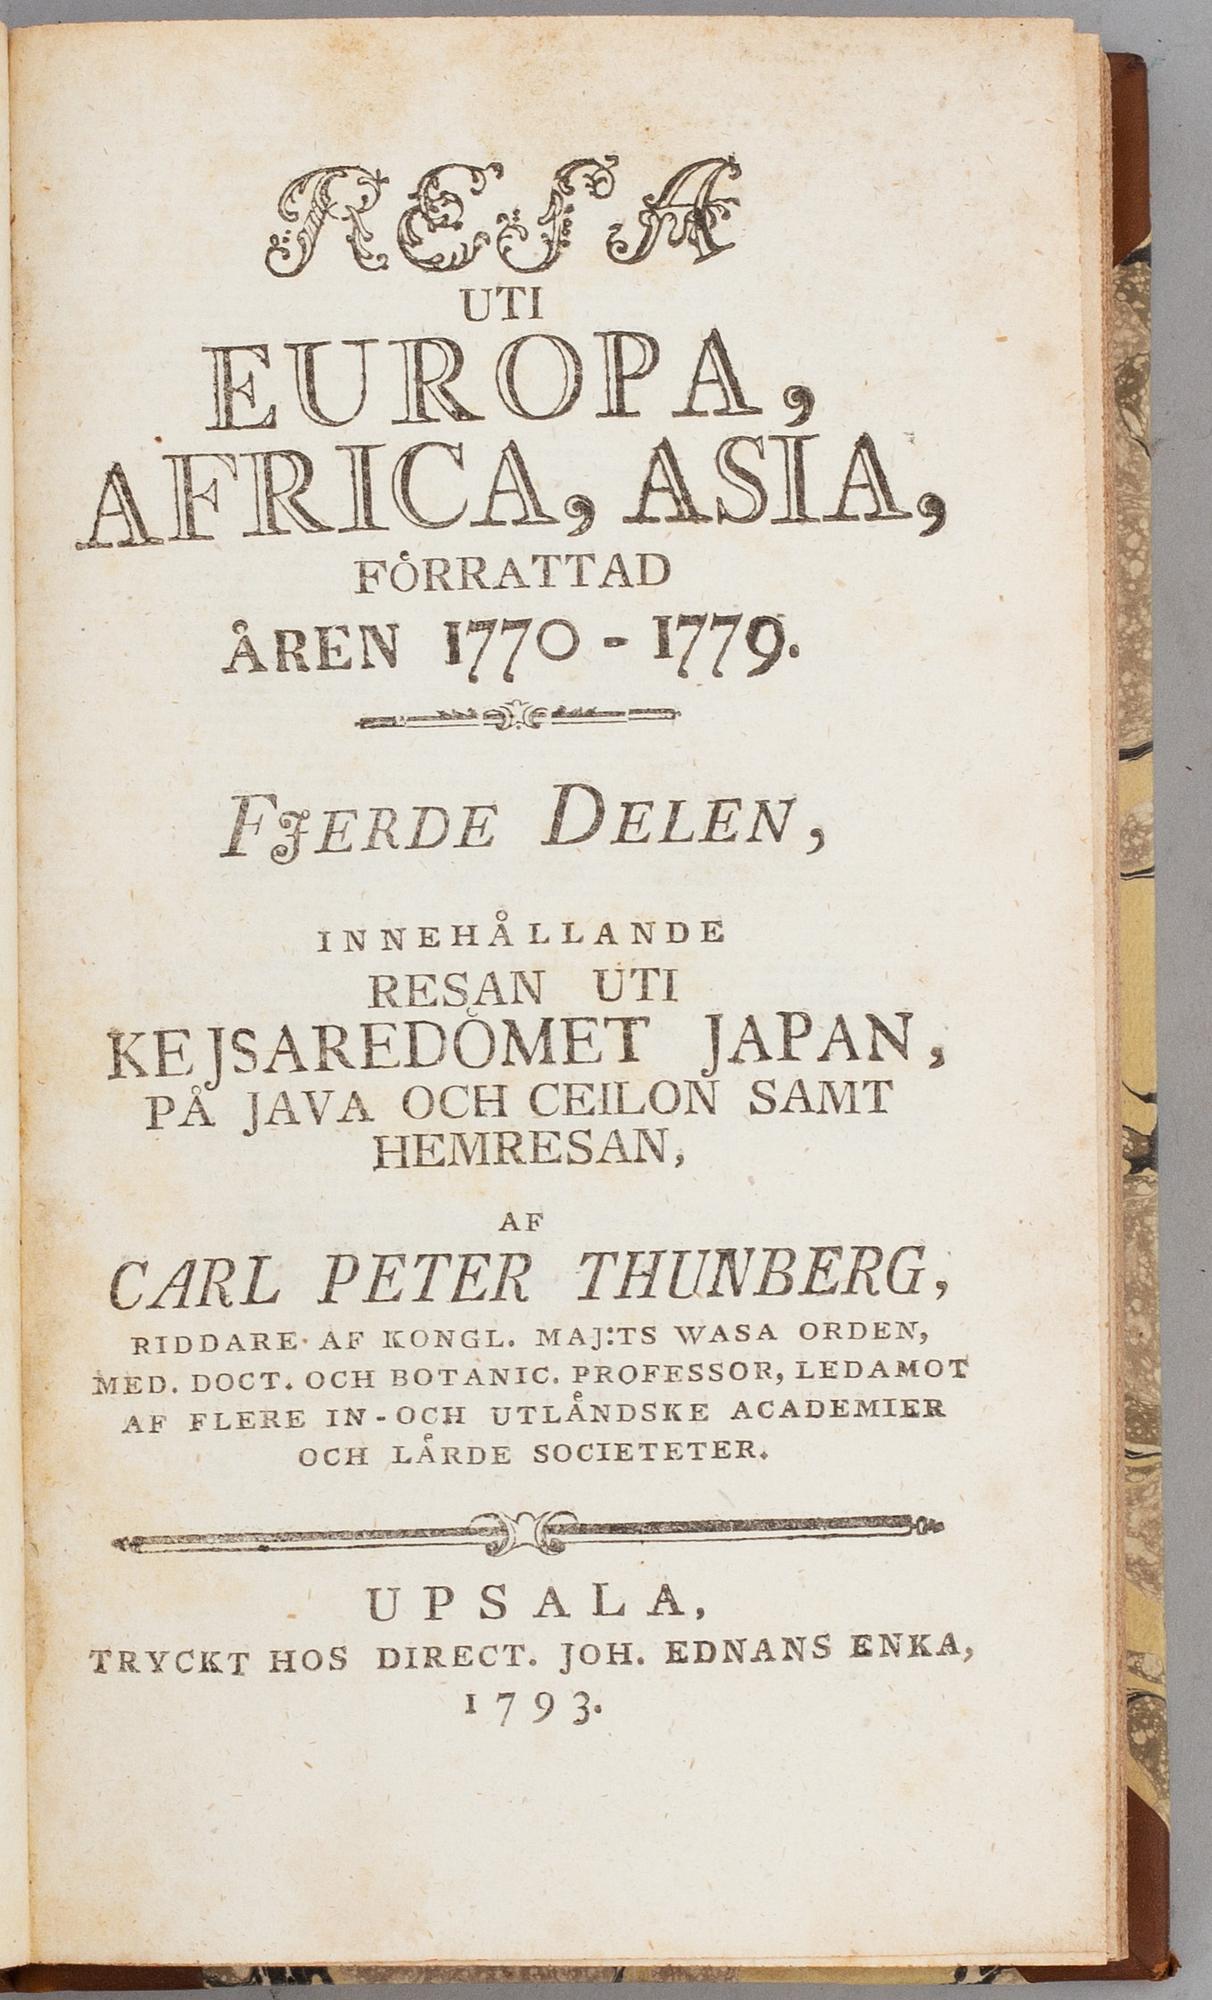 RESA
UTI
EUROPA,
AFRICA, ASIA,
FÖRRATTAD
ÅREN 1770 - 1779.
FJERDE DELEN,
INNEHÅLLANDE
RESAN UTI
KEJSAREDÖMET JAPAN,
PÅ JAVA OCH CEILON SAMT
HEMRESAN,
AF
CARL PETER THUNBERG,
RIDDARE AF KONGL. MAJ:TS WASA ORDEN,
MED. DOCT. OCH BOTANIC. PROFESSOR, LEDAMOT
AF FLERE IN-OCH UTLÄNDSKE ACADEMIER
OCH LÄRDE SOCIETETER.
UPSALA,
TRYCKT HOS DIRECT. JOH. EDNANS ENKA,
1793.